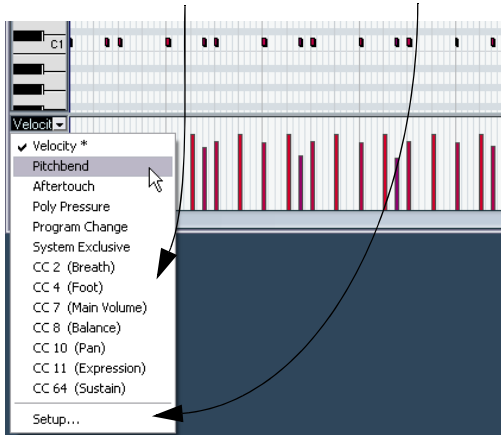 C1
Velocit
Velocity *
Pitchbend
Aftertouch
Poly Pressure
Program Change
System Exclusive
CC 2 (Breath)
CC 4 (Foot)
CC 7 (Main Volume)
CC 8 (Balance)
CC 10 (Pan)
CC 11 (Expression)
CC 64 (Sustain)
Setup...